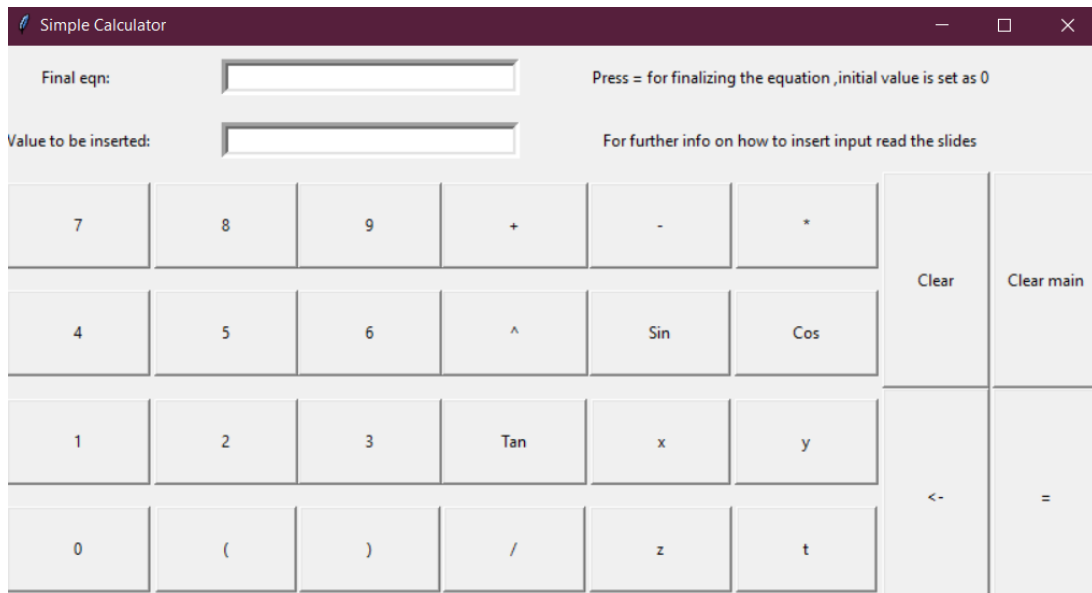 Simple Calculator
Final eqn: Press = for finalizing the equation ,initial value is set as 0
Value to be inserted: For further info on how to insert input read the slides
7 8 9 + - *
Clear Clear main
4 5 6 ^ Sin Cos
1 2 3 Tan x y
<- =
0 ( ) / z t